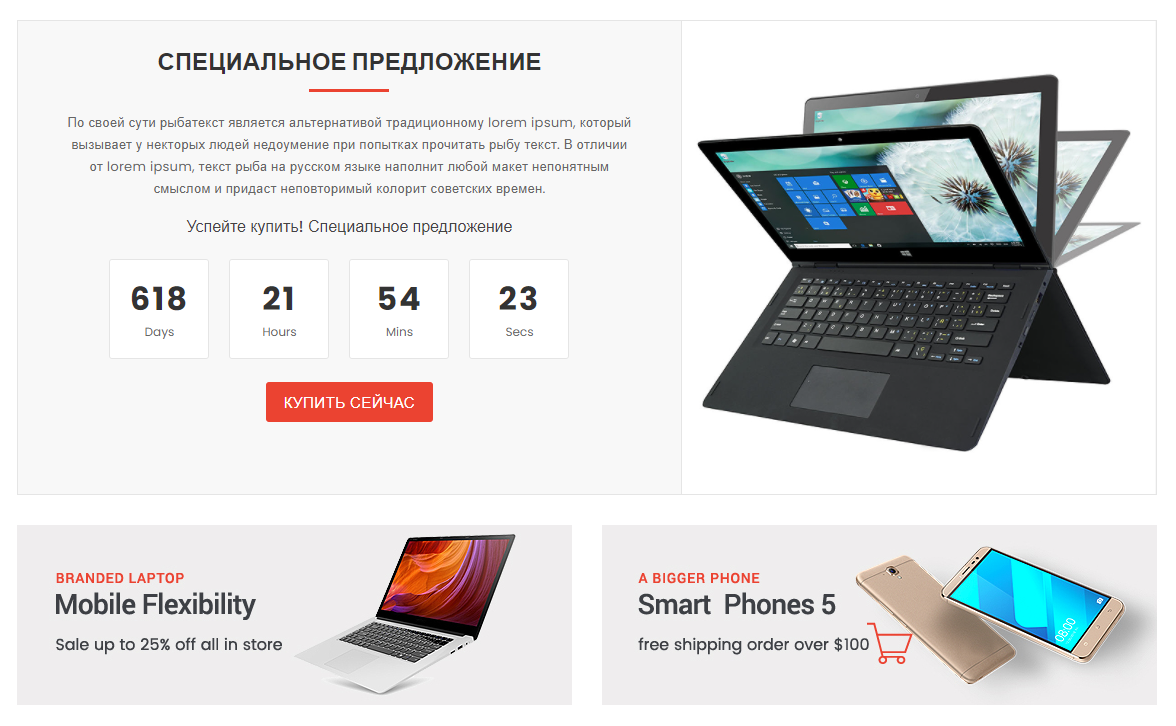 СПЕЦИАЛЬНОЕ ПРЕДЛОЖЕНИЕ
По своей сути рыбатекст является альтернативой традиционному lorem ipsum, который
вызывает у некторых людей недоумение при попытках прочитать рыбу текст. В отличии
от lorem ipsum, текст рыба на русском языке наполнит любой макет непонятным
смыслом и придаст неповторимый колорит советских времен.
Успейте купить! Специальное предложение
618 21 54 23
Days Hours Mins Secs
КУПИТЬ СЕЙЧАС
BRANDED LAPTOP
Mobile Flexibility
Sale up to 25% off all in store
A BIGGER PHONE
Smart Phones 5
free shipping order over $100
08:00